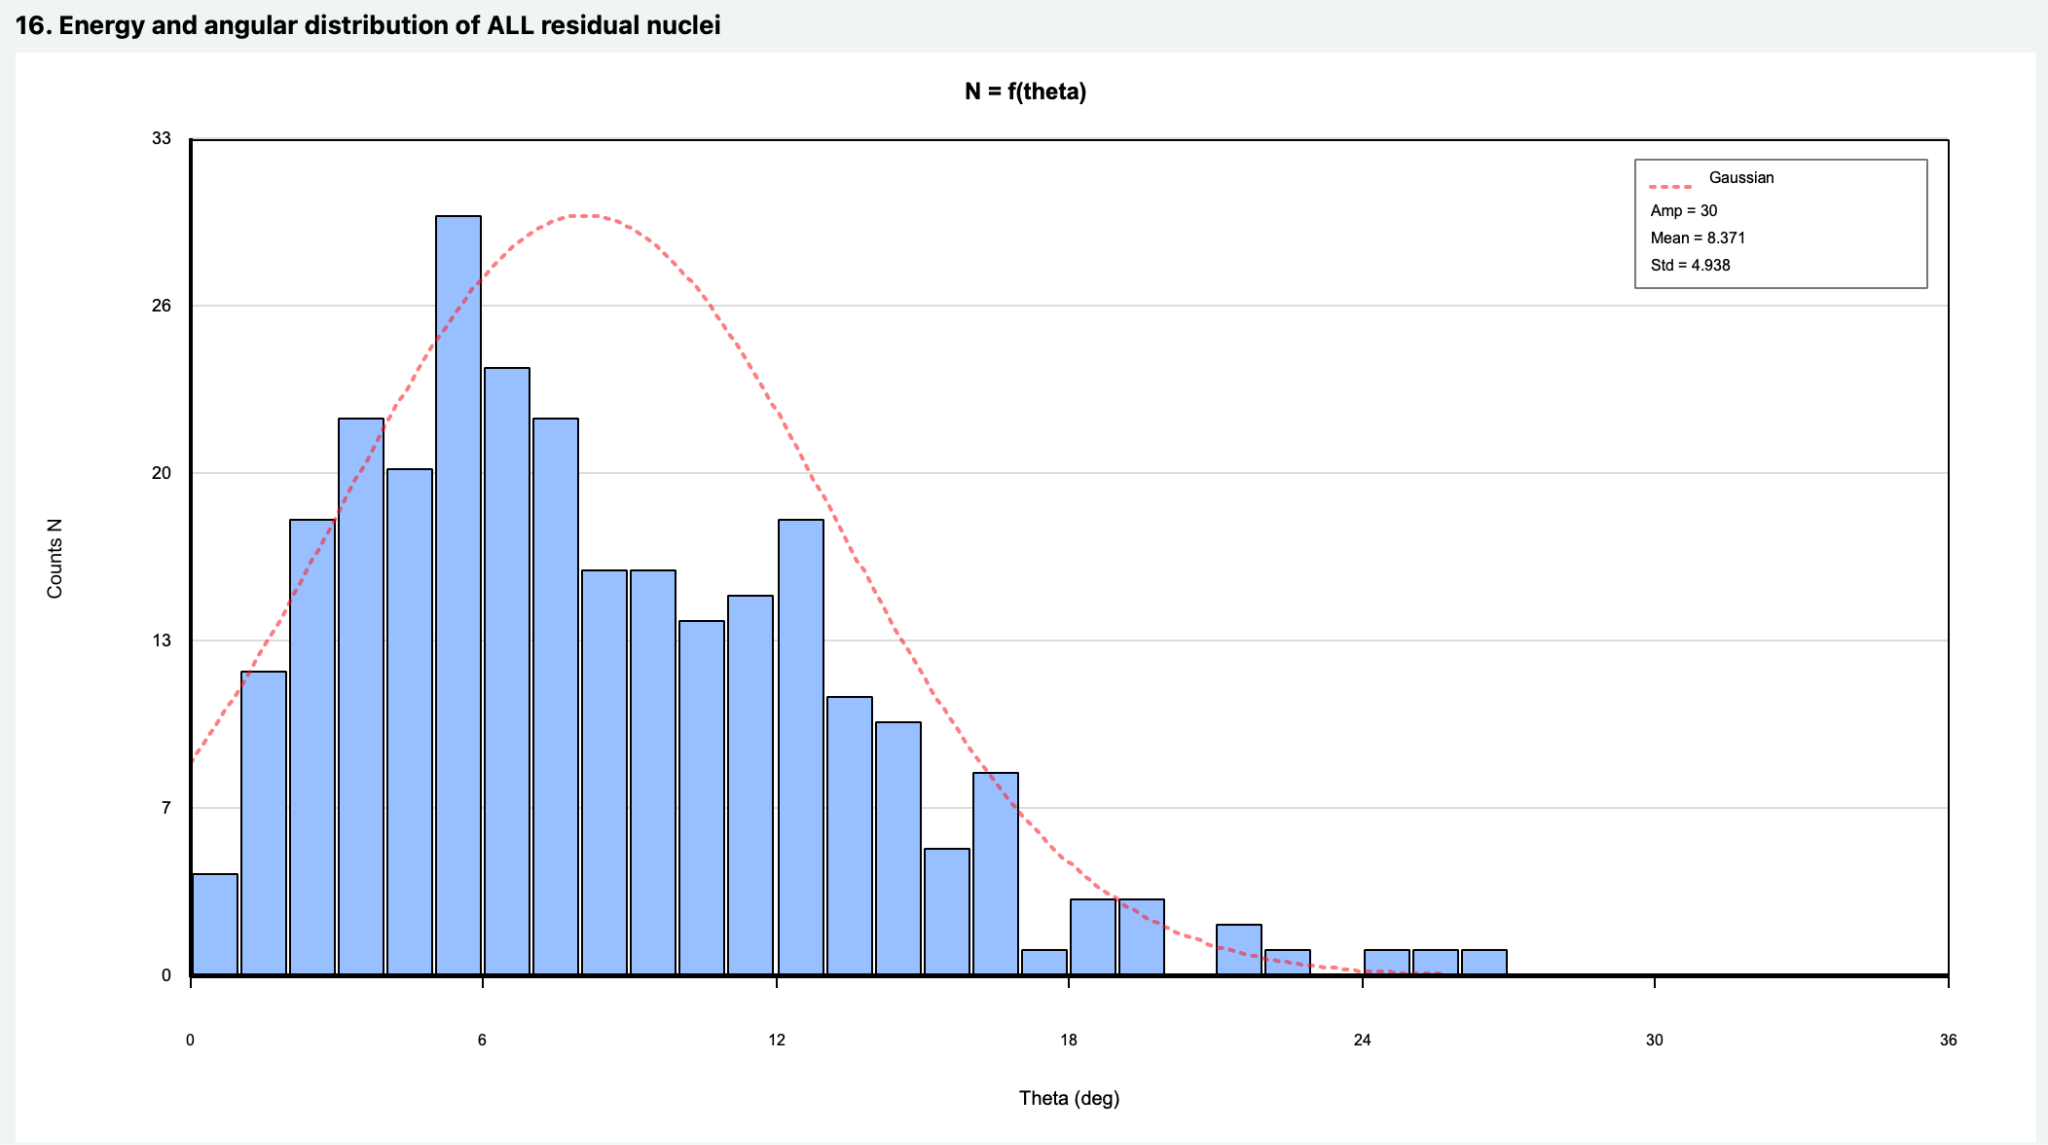 16. Energy and angular distribution of ALL residual nuclei
N = f(theta)
33
26
20
13
7
0
Counts N
Gaussian
Amp = 30
Mean = 8.371
Std = 4.938
0 6 12 18 24 30 36
Theta (deg)